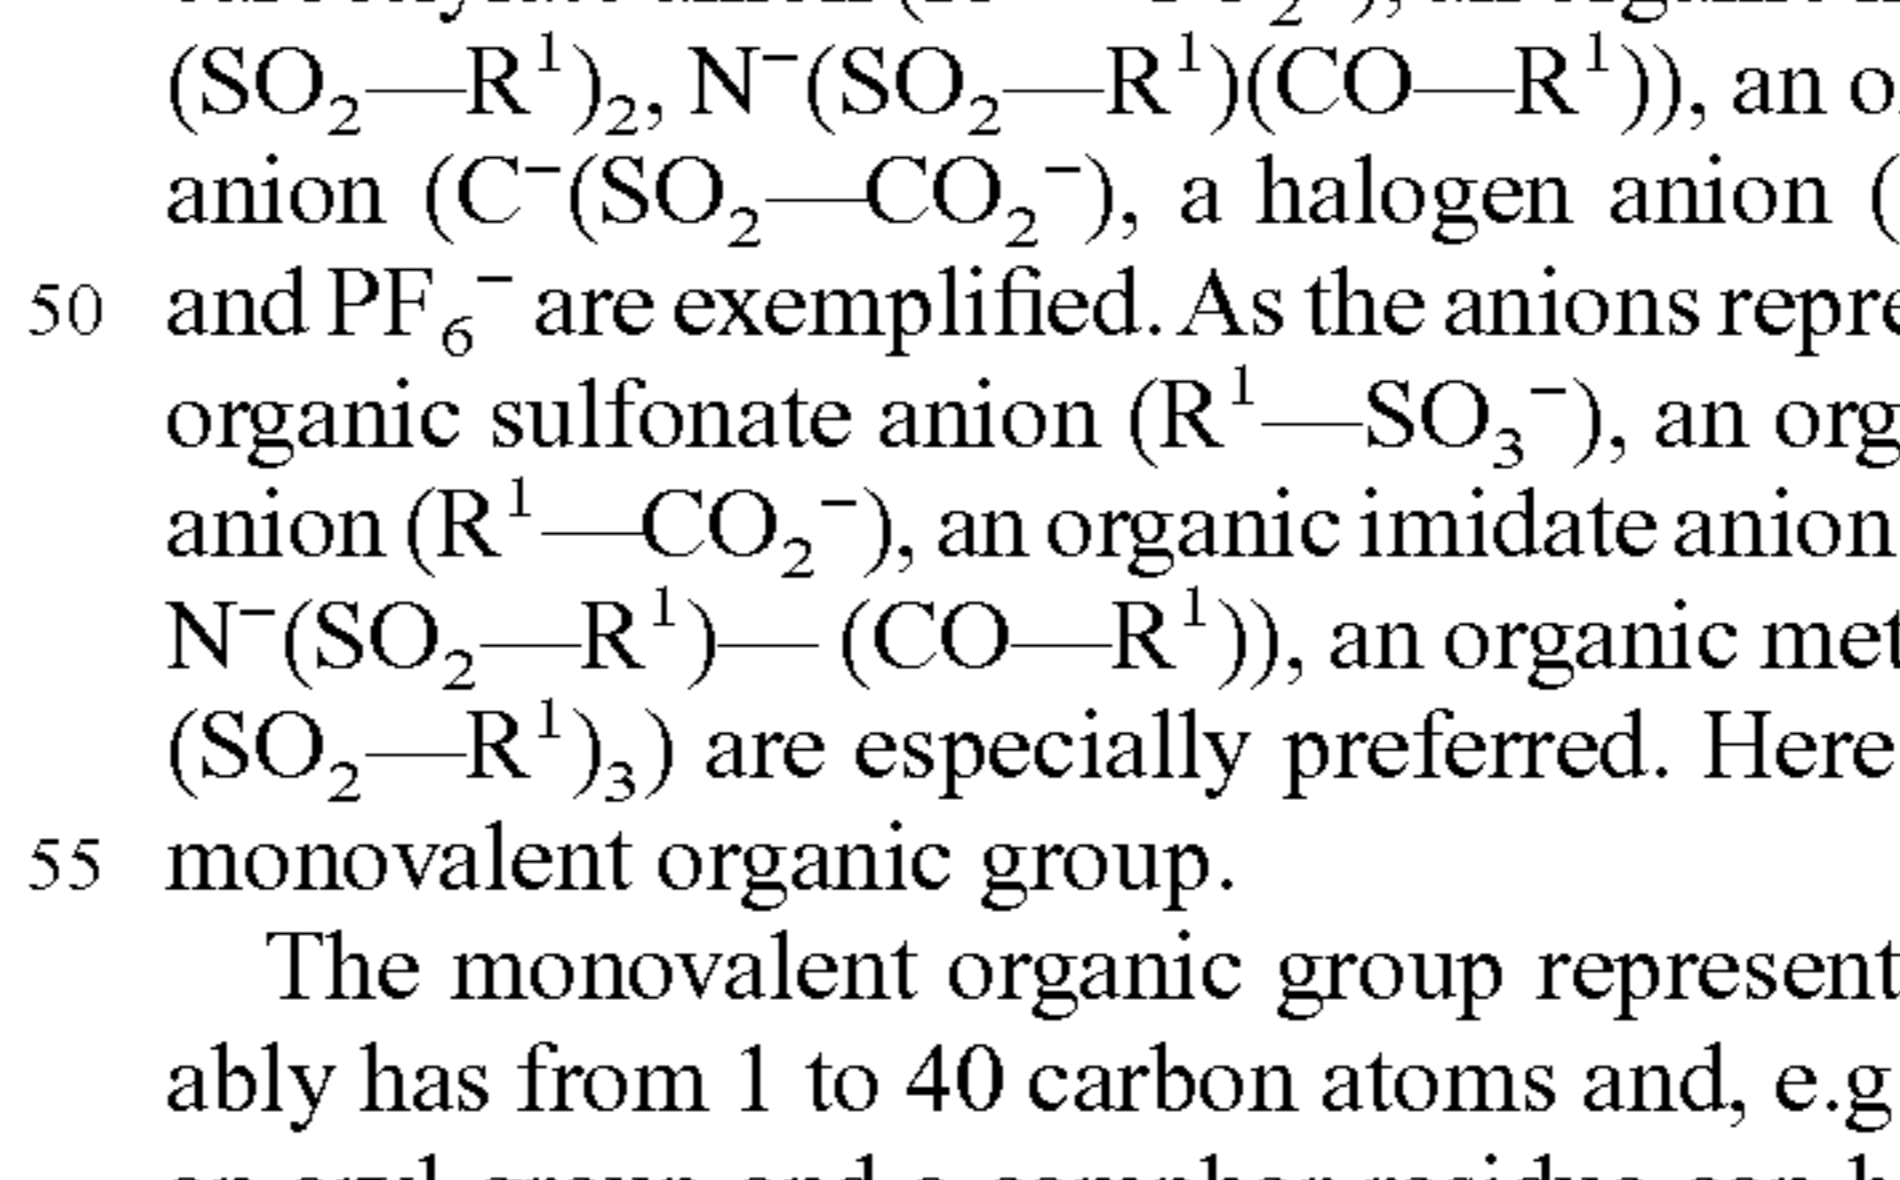 (SO₂—R¹)₂, N⁻(SO₂—R¹)(CO—R¹)), an
anion (C⁻(SO₂—CO₂⁻), a halogen anion (
50 and PF₆⁻ are exemplified. As the anions repre
organic sulfonate anion (R¹—SO₃⁻), an org
anion (R¹—CO₂⁻), an organic imidate anion
N⁻(SO₂—R¹)— (CO—R¹)), an organic met
(SO₂—R¹)₃) are especially preferred. Here
55 monovalent organic group.
The monovalent organic group represent
ably has from 1 to 40 carbon atoms and, e.g